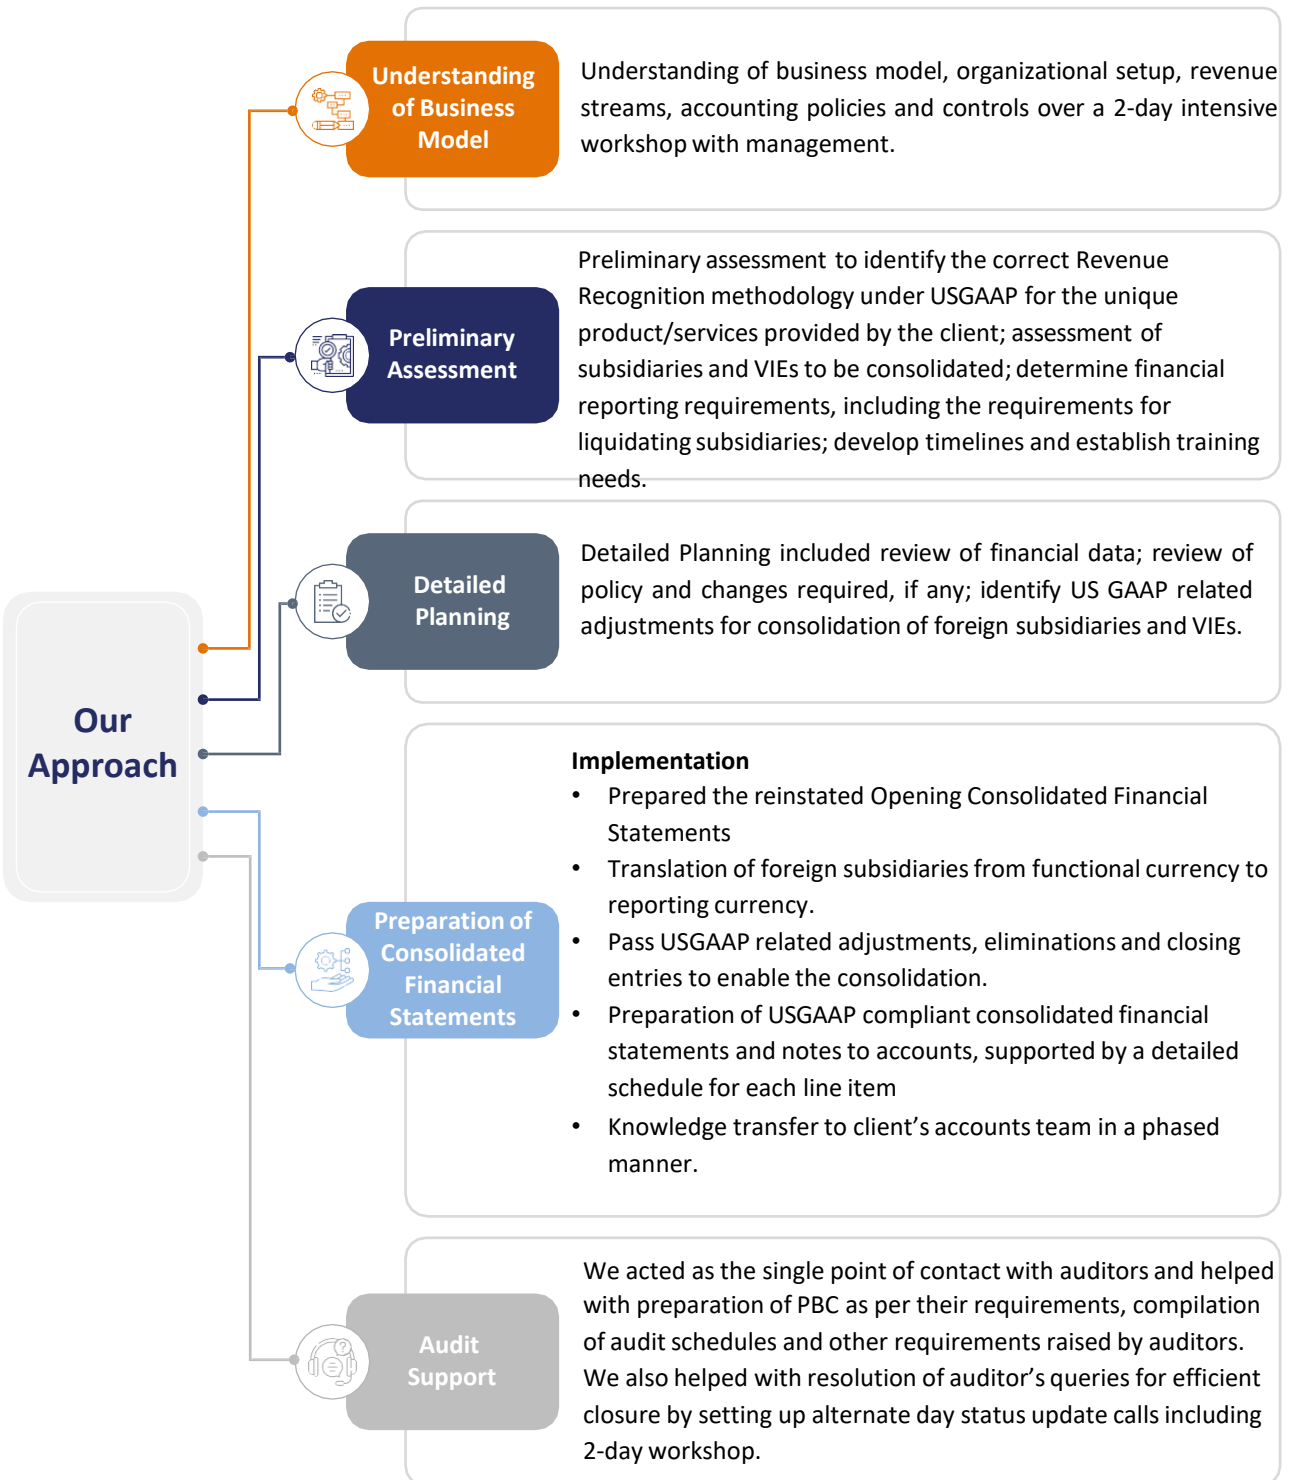 Our
Approach
Understanding
of Business
Model
Understanding of business model, organizational setup, revenue
streams, accounting policies and controls over a 2-day intensive
workshop with management.
Preliminary
Assessment
Preliminary assessment to identify the correct Revenue
Recognition methodology under USGAAP for the unique
product/services provided by the client; assessment of
subsidiaries and VIEs to be consolidated; determine financial
reporting requirements, including the requirements for
liquidating subsidiaries; develop timelines and establish training
needs.
Detailed
Planning
Detailed Planning included review of financial data; review of
policy and changes required, if any; identify US GAAP related
adjustments for consolidation of foreign subsidiaries and VIEs.
Preparation of
Consolidated
Financial
Statements
Implementation
• Prepared the reinstated Opening Consolidated Financial
Statements
• Translation of foreign subsidiaries from functional currency to
reporting currency.
• Pass USGAAP related adjustments, eliminations and closing
entries to enable the consolidation.
• Preparation of USGAAP compliant consolidated financial
statements and notes to accounts, supported by a detailed
schedule for each line item
• Knowledge transfer to client’s accounts team in a phased
manner.
Audit
Support
We acted as the single point of contact with auditors and helped
with preparation of PBC as per their requirements, compilation
of audit schedules and other requirements raised by auditors.
We also helped with resolution of auditor’s queries for efficient
closure by setting up alternate day status update calls including
2-day workshop.